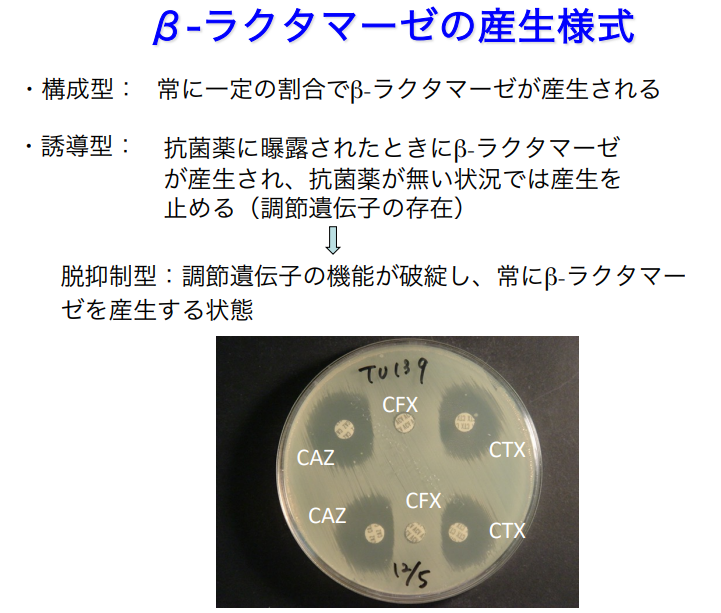 β-ラクタマーゼの産生様式
・構成型： 常に一定の割合でβ-ラクタマーゼが産生される
・誘導型： 抗菌薬に曝露されたときにβ-ラクタマーゼ
が産生され、抗菌薬が無い状況では産生を
止める（調節遺伝子の存在）
脱抑制型：調節遺伝子の機能が破綻し、常にβ-ラクタマー
ゼを産生する状態
TU139
CFX
CAZ
CTX
CFX
CAZ
CTX
12/5